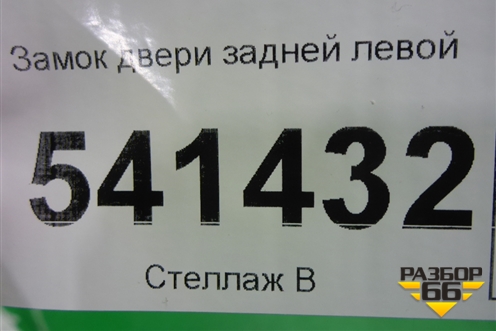 Замок двери задней левой
541432
Стеллаж В
РАЗБОР
66